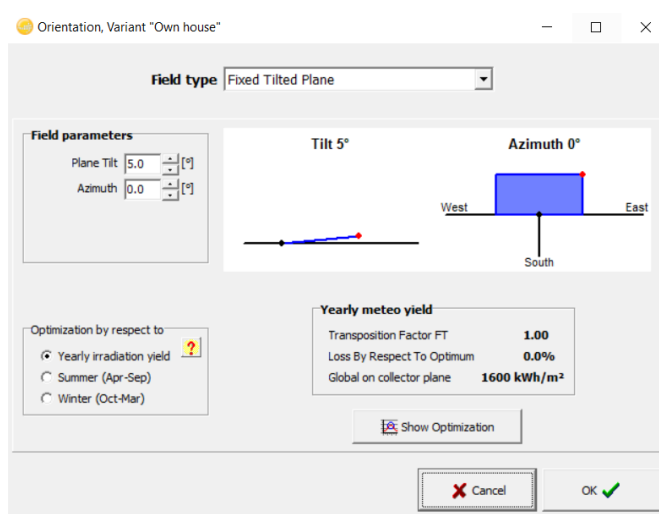 Orientation, Variant "Own house"
Field type Fixed Tilted Plane
Field parameters
Plane Tilt 5.0 [°]
Azimuth 0.0 [°]
Tilt 5°
Azimuth 0°
West
East
South
Optimization by respect to
?
Yearly irradiation yield
Summer (Apr-Sep)
Winter (Oct-Mar)
Yearly meteo yield
Transposition Factor FT 1.00
Loss By Respect To Optimum 0.0%
Global on collector plane 1600 kWh/m²
Show Optimization
Cancel
OK